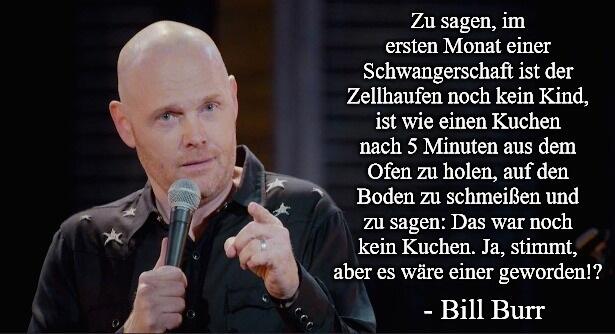 Zu sagen, im
ersten Monat einer
Schwangerschaft ist der
Zellhaufen noch kein Kind,
ist wie einen Kuchen
nach 5 Minuten aus dem
Ofen zu holen, auf den
Boden zu schmeißen und
zu sagen: Das war noch
kein Kuchen. Ja, stimmt,
aber es wäre einer geworden!?
- Bill Burr